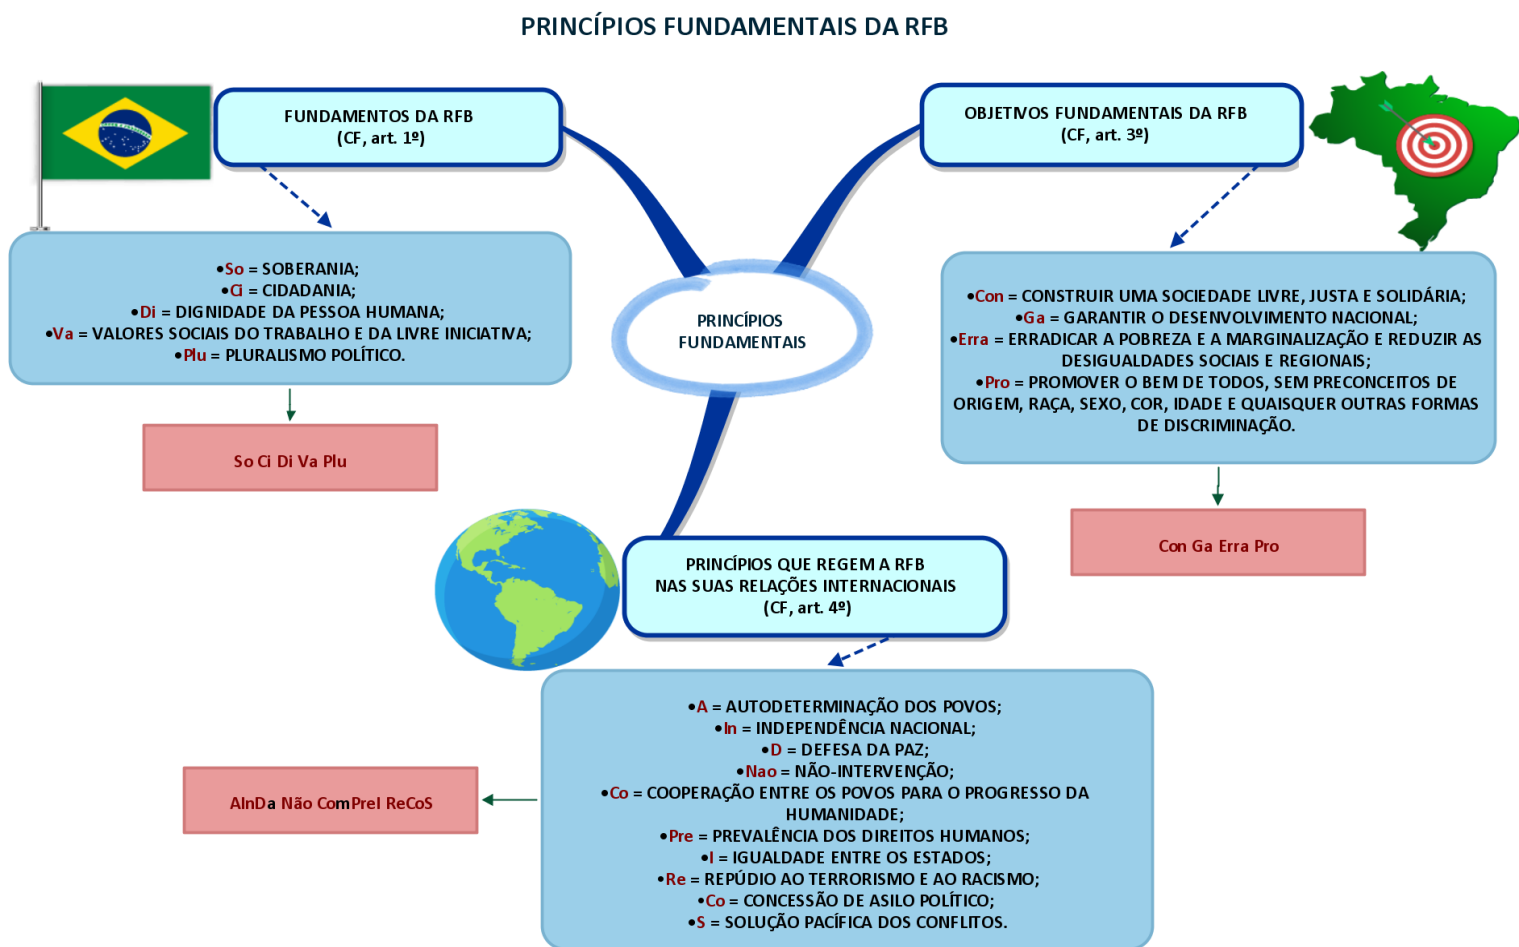 PRINCÍPIOS FUNDAMENTAIS DA RFB
FUNDAMENTOS DA RFB
(CF, art. 1º)
•So = SOBERANIA;
•Ci = CIDADANIA;
•Di = DIGNIDADE DA PESSOA HUMANA;
•Va = VALORES SOCIAIS DO TRABALHO E DA LIVRE INICIATIVA;
•Plu = PLURALISMO POLÍTICO.
So Ci Di Va Plu
OBJETIVOS FUNDAMENTAIS DA RFB
(CF, art. 3º)
•Con = CONSTRUIR UMA SOCIEDADE LIVRE, JUSTA E SOLIDÁRIA;
•Ga = GARANTIR O DESENVOLVIMENTO NACIONAL;
•Erra = ERRADICAR A POBREZA E A MARGINALIZAÇÃO E REDUZIR AS
DESIGUALDADES SOCIAIS E REGIONAIS;
•Pro = PROMOVER O BEM DE TODOS, SEM PRECONCEITOS DE
ORIGEM, RAÇA, SEXO, COR, IDADE E QUAISQUER OUTRAS FORMAS
DE DISCRIMINAÇÃO.
Con Ga Erra Pro
PRINCÍPIOS
FUNDAMENTAIS
PRINCÍPIOS QUE REGEM A RFB
NAS SUAS RELAÇÕES INTERNACIONAIS
(CF, art. 4º)
•A = AUTODETERMINAÇÃO DOS POVOS;
•In = INDEPENDÊNCIA NACIONAL;
•D = DEFESA DA PAZ;
•Nao = NÃO-INTERVENÇÃO;
•Co = COOPERAÇÃO ENTRE OS POVOS PARA O PROGRESSO DA
HUMANIDADE;
•Pre = PREVALÊNCIA DOS DIREITOS HUMANOS;
•I = IGUALDADE ENTRE OS ESTADOS;
•Re = REPÚDIO AO TERRORISMO E AO RACISMO;
•Co = CONCESSÃO DE ASILO POLÍTICO;
•S = SOLUÇÃO PACÍFICA DOS CONFLITOS.
AInDa Não ComPreI ReCoS